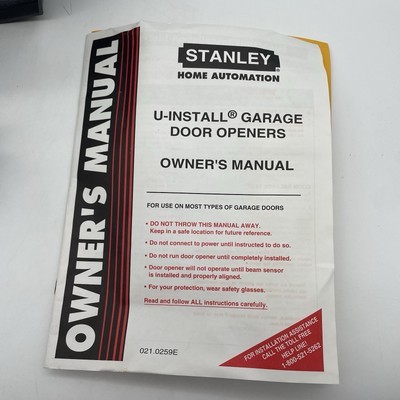 OWNER'S MANUAL
STANLEY®
HOME AUTOMATION
U-INSTALL® GARAGE
DOOR OPENERS
OWNER'S MANUAL
FOR USE ON MOST TYPES OF GARAGE DOORS
• DO NOT THROW THIS MANUAL AWAY.
Keep in a safe location for future reference.
• Do not connect to power until instructed to do so.
• Do not run door opener until completely installed.
• Door opener will not operate until beam sensor
is installed and properly aligned.
• For your protection, wear safety glasses.
Read and follow ALL instructions carefully.
FOR INSTALLATION ASSISTANCE
CALL THE TOLL FREE
HELP LINE:
1-800-521-5262
021.0259E